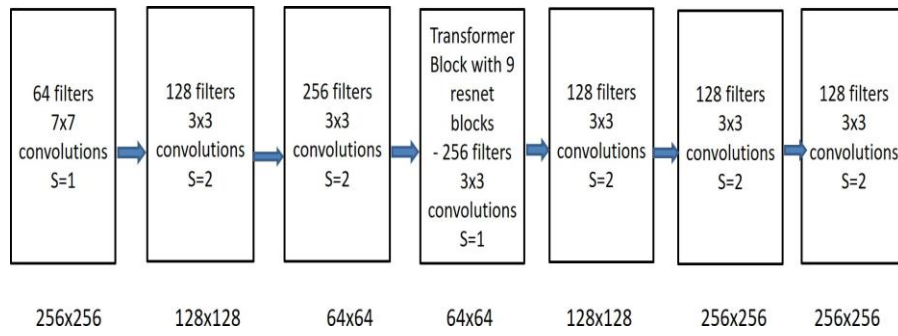 64 filters
7x7
convolutions
S=1
128 filters
3x3
convolutions
S=2
256 filters
3x3
convolutions
S=2
Transformer
Block with 9
resnet
blocks
- 256 filters
3x3
convolutions
S=1
128 filters
3x3
convolutions
S=2
128 filters
3x3
convolutions
S=2
128 filters
3x3
convolutions
S=2
256x256
128x128
64x64
64x64
128x128
256x256
256x256